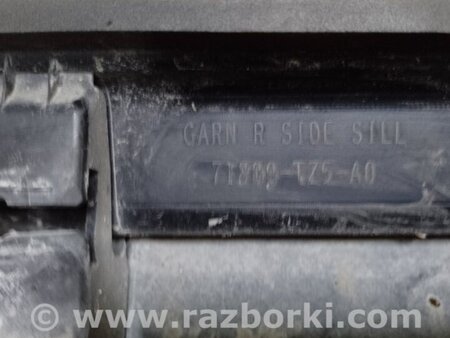 GARN R SIDE SILL
71800-TZ5-A0
© www.razborki.com